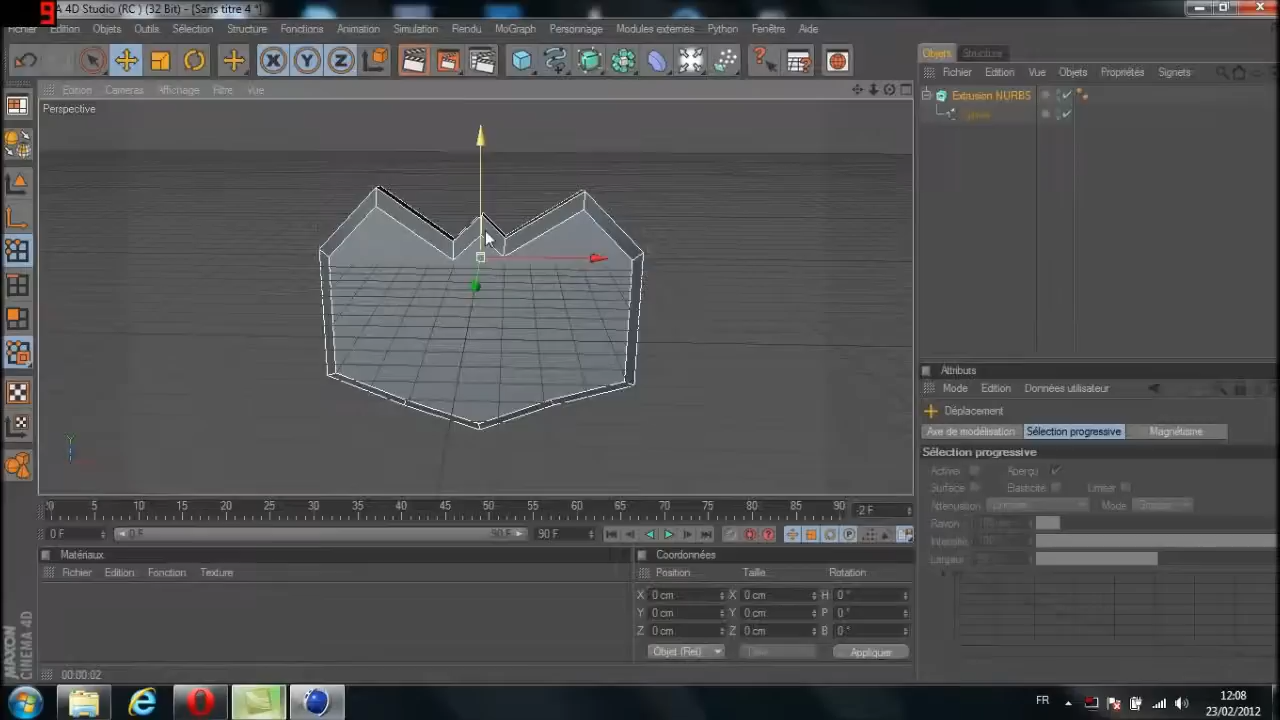 9
A 4D Studio (RC ) (32 Bit) - [Sans titre 4 *]
Fichier Edition Objets Outils Sélection Structure Fonctions Animation Simulation Rendu MoGraph Personnage Modules externes Python Fenêtre Aide
Objets Structure
Fichier Edition Vue Objets Propriétés Signets
Edition Cameras Affichage Filtre Vue
Perspective
Extrusion NURBS
X Y Z
Y
Attributs
Mode Edition Données utilisateur
Déplacement
Axe de modélisation Sélection progressive Magnétisme
Sélection progressive
Activer Aperçu
Surface Elasticité Limiter
Atténuation Mode
Rayon
Intensité
Largeur
0 5 10 15 20 25 30 35 40 45 50 55 60 65 70 75 80 85 90 -2 F
0 F 0 F 90 F 90 F
Matériaux
Fichier Edition Fonction Texture
Coordonnées
Position Taille Rotation
X 0 cm X 0 cm H 0 °
Y 0 cm Y 0 cm P 0 °
Z 0 cm Z 0 cm B 0 °
Objet (Rel) Appliquer
MAXON
CINEMA 4D
00:00:02
FR
12:08
23/02/2012